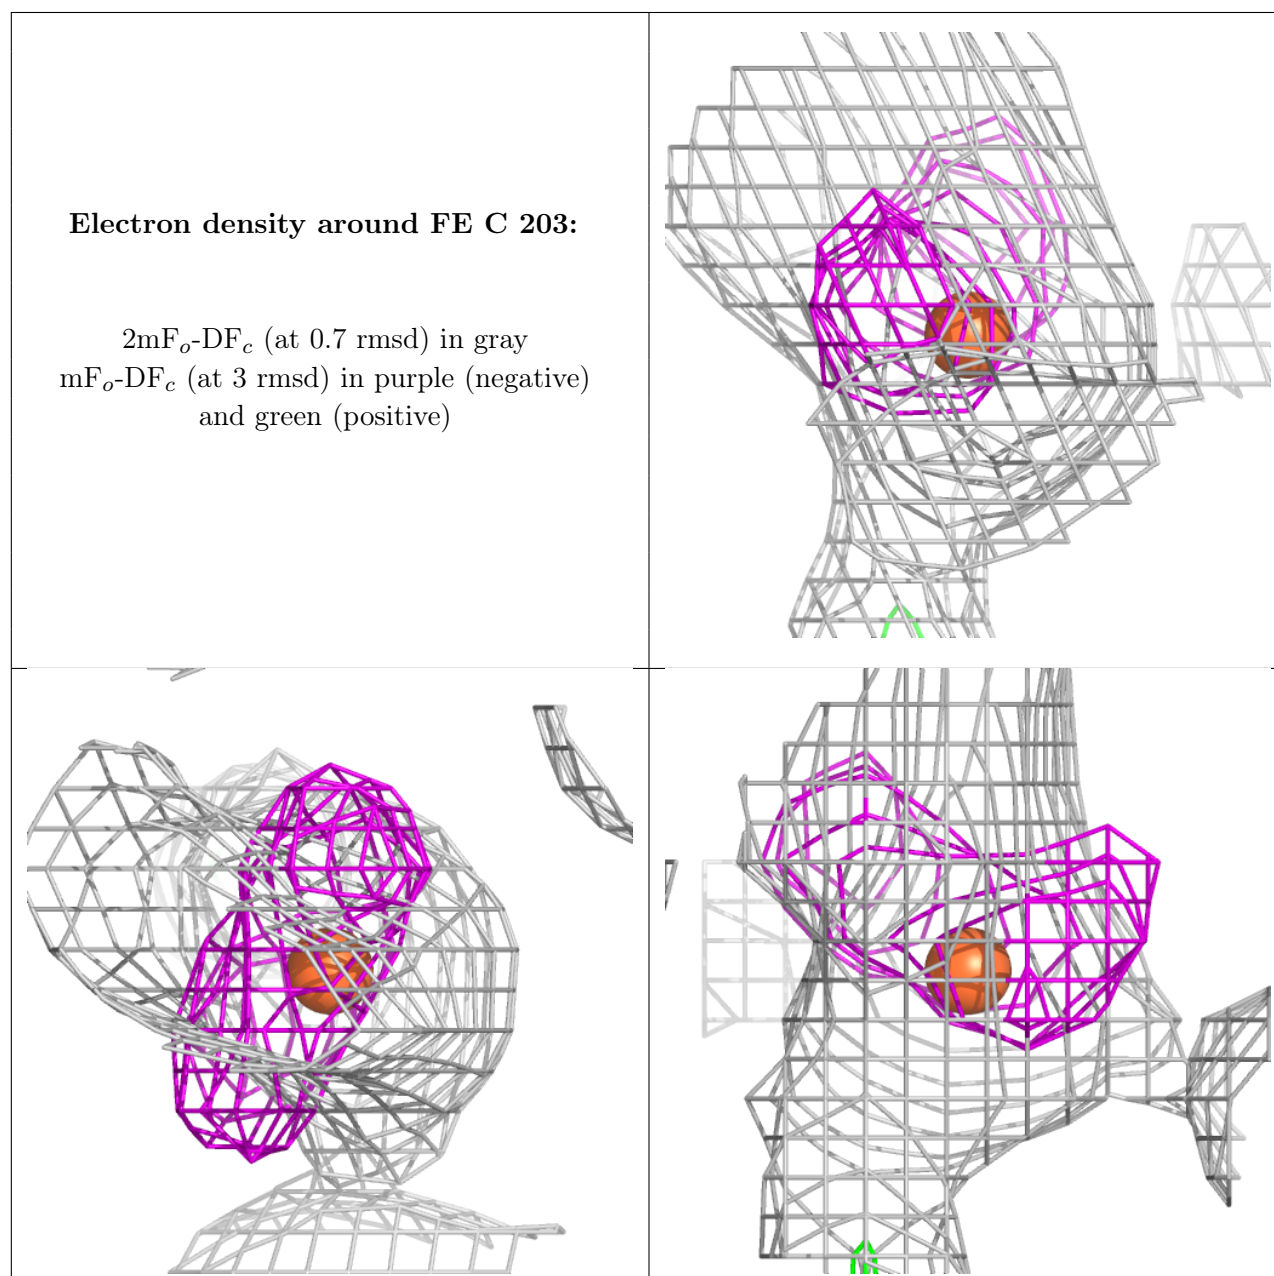 Electron density around FE C 203:
2mFₒ-DF𝒸 (at 0.7 rmsd) in gray
mFₒ-DF𝒸 (at 3 rmsd) in purple (negative)
and green (positive)